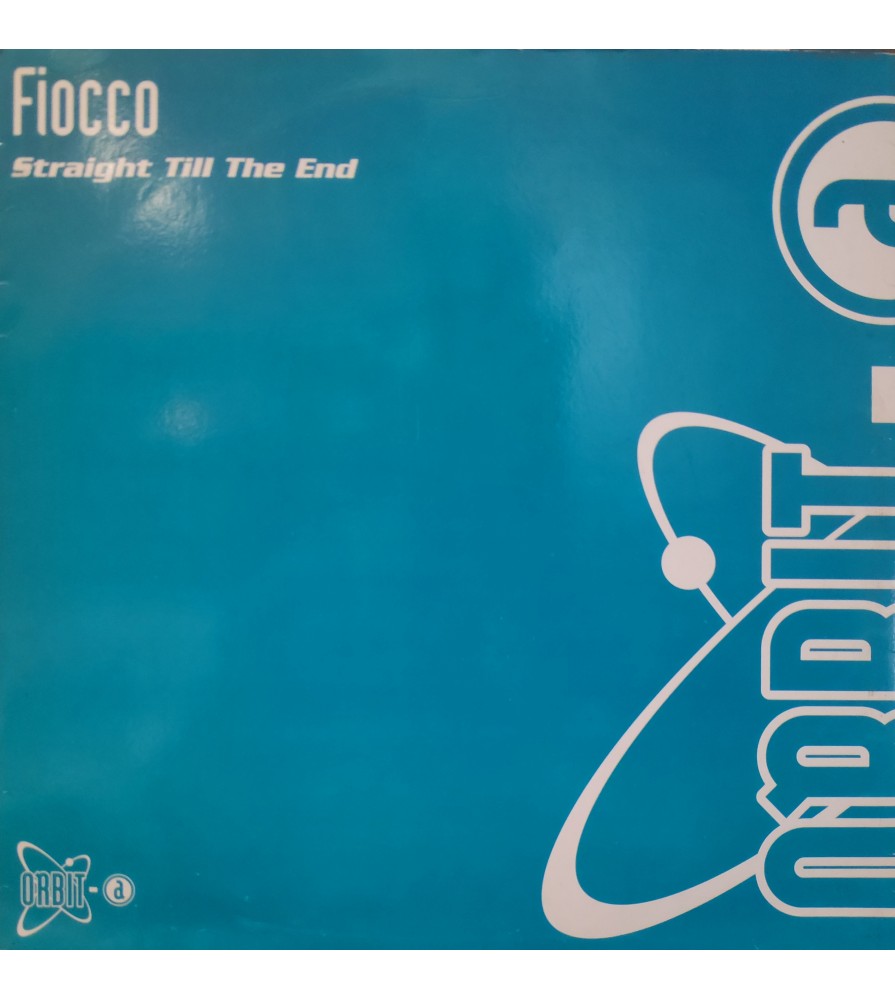 Fiocco
Straight Till The End
ORBIT-a
ORBIT-a